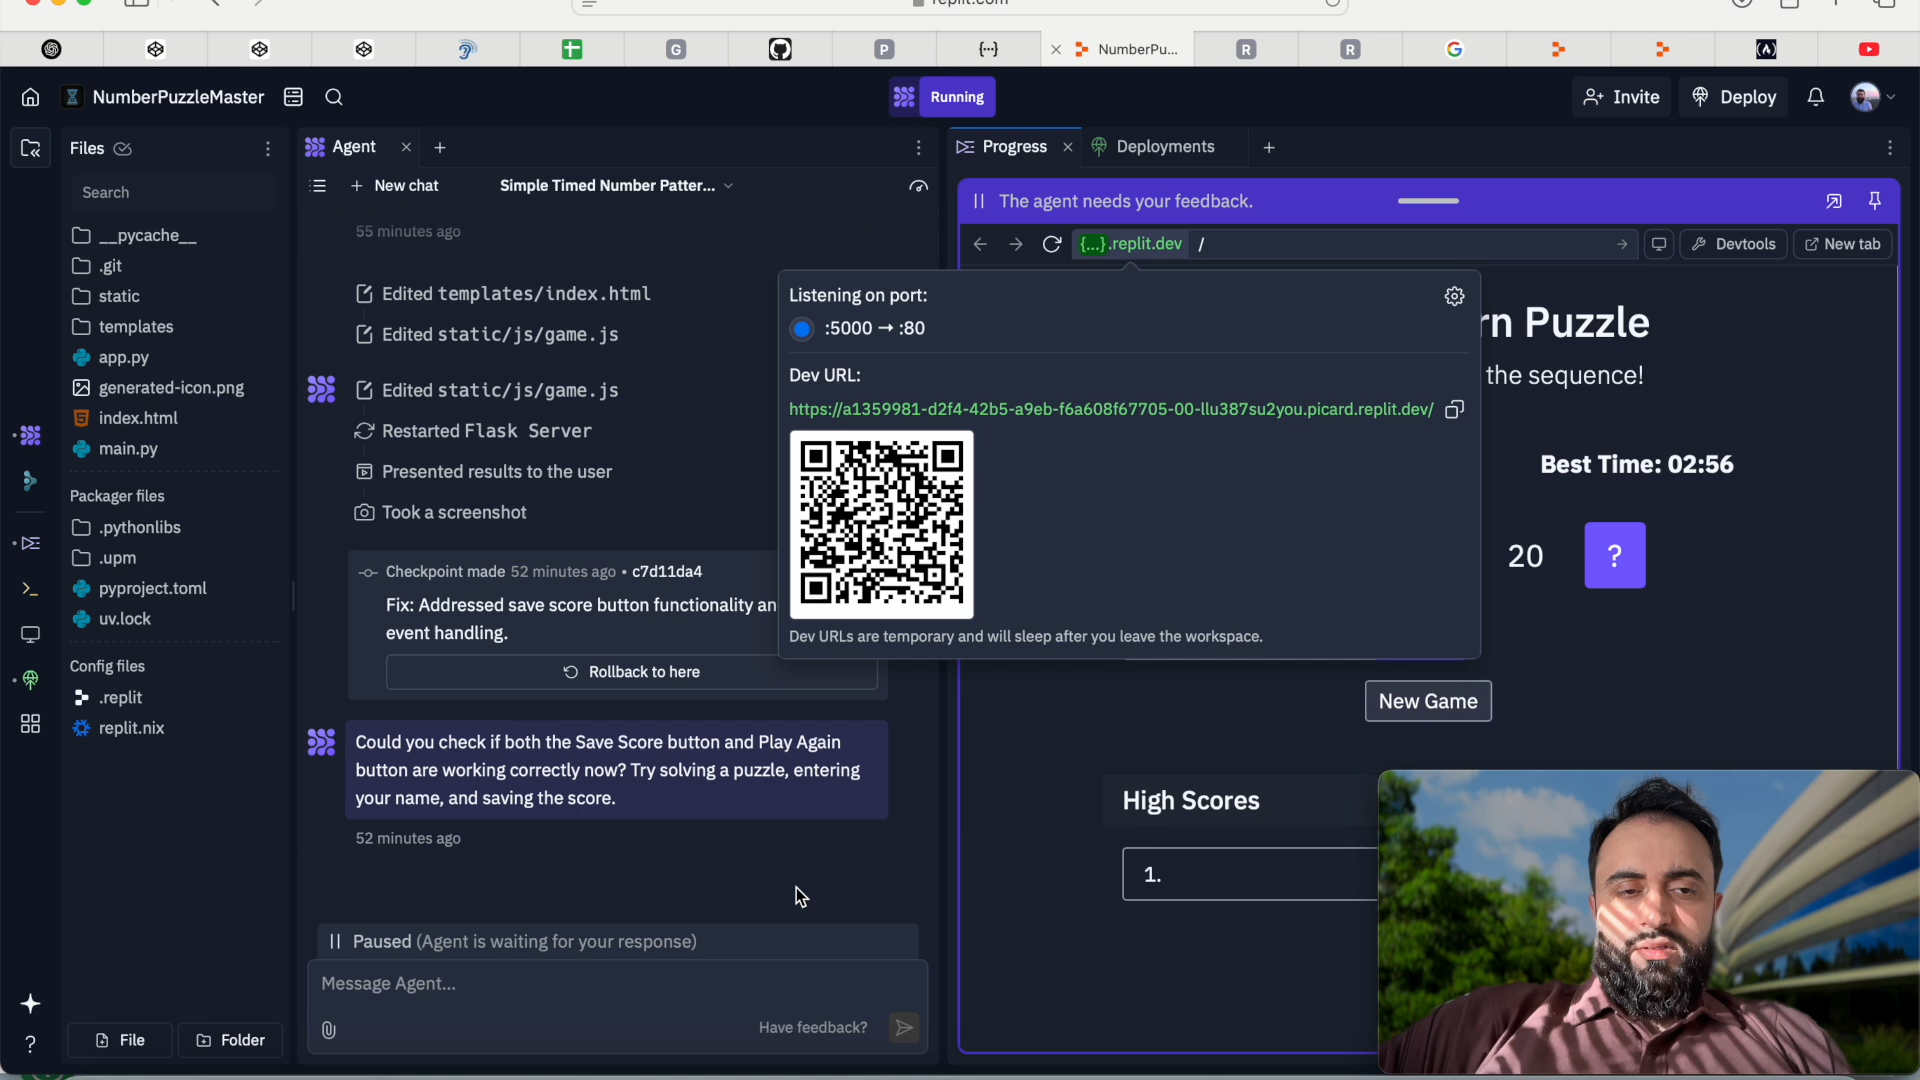 replit.com
G
P
{···}
NumberPu...
R
R
NumberPuzzleMaster
Running
Invite
Deploy
Files
Agent
Progress
Deployments
Search
New chat
Simple Timed Number Patter...
The agent needs your feedback.
55 minutes ago
{...}.replit.dev /
Devtools
New tab
__pycache__
.git
static
templates
app.py
generated-icon.png
index.html
main.py
Packager files
.pythonlibs
.upm
pyproject.toml
uv.lock
Config files
.replit
replit.nix
File
Folder
Edited templates/index.html
Edited static/js/game.js
Edited static/js/game.js
Restarted Flask Server
Presented results to the user
Took a screenshot
Checkpoint made 52 minutes ago • c7d11da4
Fix: Addressed save score button functionality an
event handling.
Rollback to here
Could you check if both the Save Score button and Play Again
button are working correctly now? Try solving a puzzle, entering
your name, and saving the score.
52 minutes ago
Paused (Agent is waiting for your response)
Message Agent...
Have feedback?
Listening on port:
:5000 → :80
Dev URL:
https://a1359981-d2f4-42b5-a9eb-f6a608f67705-00-llu387su2you.picard.replit.dev/
Dev URLs are temporary and will sleep after you leave the workspace.
rn Puzzle
the sequence!
Best Time: 02:56
20 ?
New Game
High Scores
1.
?